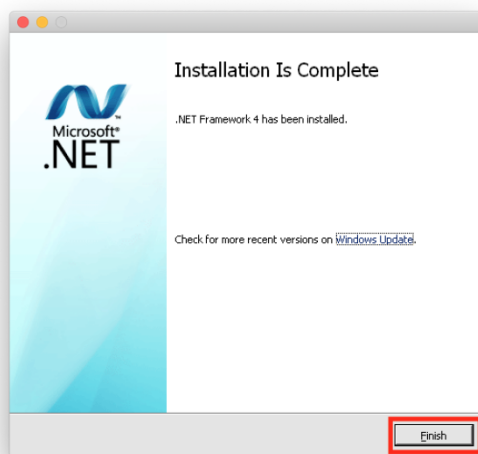 Installation Is Complete
.NET Framework 4 has been installed.
Microsoft®
.NET
Check for more recent versions on Windows Update.
Finish